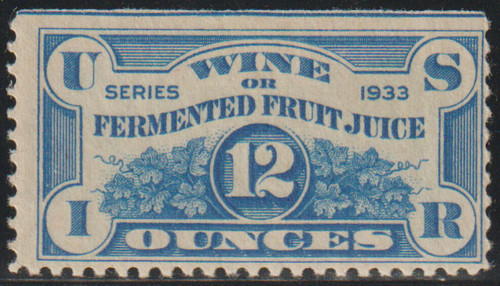 U WINE S
OR
SERIES 1933
FERMENTED FRUIT JUICE
12
I R
OUNCES